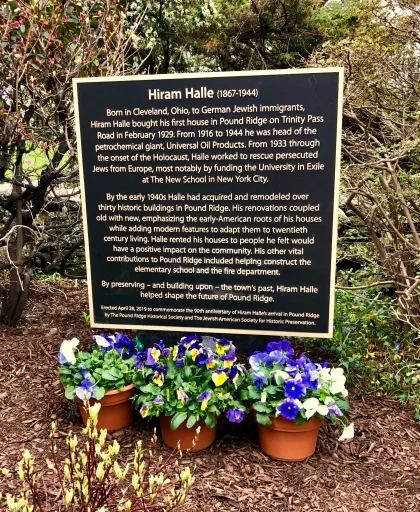 Hiram Halle (1867-1944)
Born in Cleveland, Ohio, to German Jewish immigrants,
Hiram Halle bought his first house in Pound Ridge on Trinity Pass
Road in February 1929. From 1916 to 1944 he was head of the
petrochemical giant, Universal Oil Products. From 1933 through
the onset of the Holocaust, Halle worked to rescue persecuted
Jews from Europe, most notably by funding the University in Exile
at The New School in New York City.
By the early 1940s Halle had acquired and remodeled over
thirty historic buildings in Pound Ridge. His renovations coupled
old with new, emphasizing the early-American roots of his houses
while adding modern features to adapt them to twentieth
century living. Halle rented his houses to people he felt would
have a positive impact on the community. His other vital
contributions to Pound Ridge included helping construct the
elementary school and the fire department.
By preserving – and building upon – the town's past, Hiram Halle
helped shape the future of Pound Ridge.
Erected April 28, 2019 to commemorate the 90th anniversary of Hiram Halle's arrival in Pound Ridge
by The Pound Ridge Historical Society and The Jewish American Society for Historic Preservation.